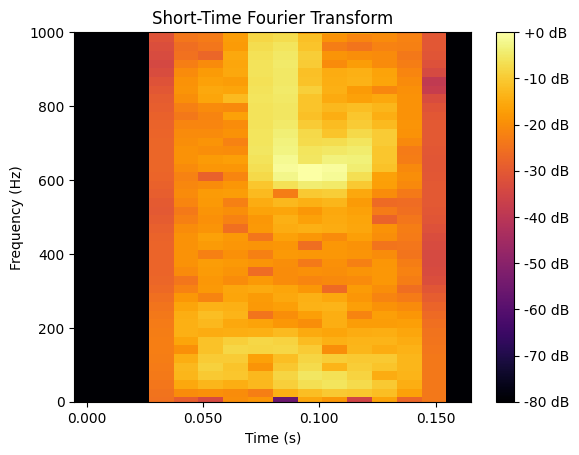 Short-Time Fourier Transform
1000
800
600
400
200
0
Frequency (Hz)
0.000
0.050
0.100
0.150
Time (s)
+0 dB
-10 dB
-20 dB
-30 dB
-40 dB
-50 dB
-60 dB
-70 dB
-80 dB